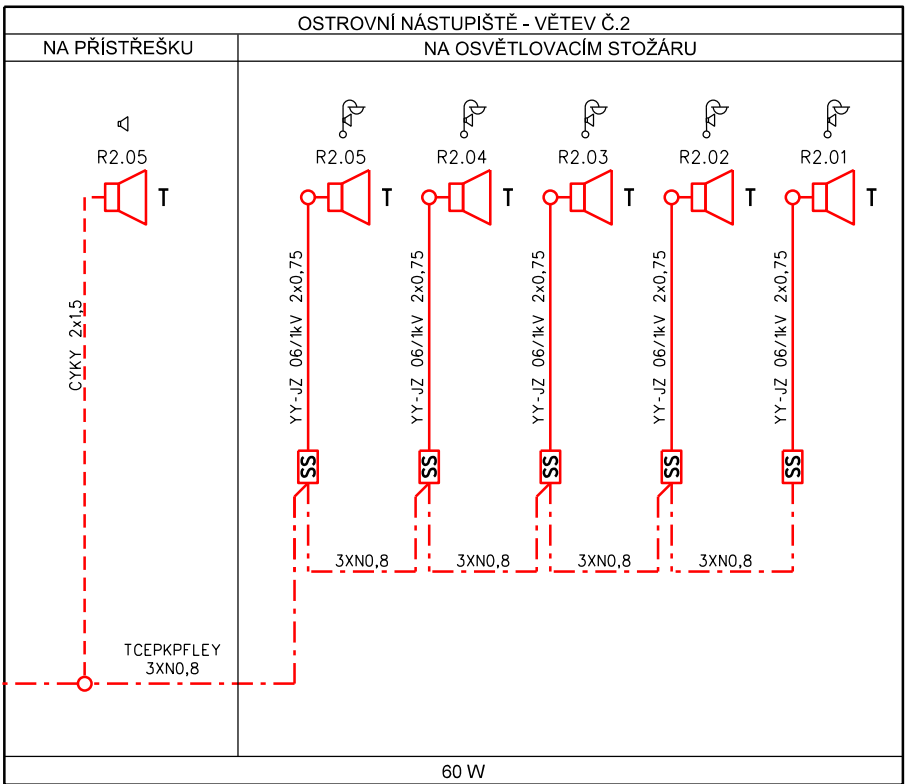 OSTROVNÍ NÁSTUPIŠTĚ - VĚTEV Č.2
NA PŘÍSTŘEŠKU
NA OSVĚTLOVACÍM STOŽÁRU
R2.05
R2.05
R2.04
R2.03
R2.02
R2.01
T
T
T
T
T
T
CYKY 2x1,5
YY-JZ 06/1kV 2x0,75
YY-JZ 06/1kV 2x0,75
YY-JZ 06/1kV 2x0,75
YY-JZ 06/1kV 2x0,75
YY-JZ 06/1kV 2x0,75
SS
SS
SS
SS
SS
3XN0,8
3XN0,8
3XN0,8
3XN0,8
TCEPKPFLEY
3XN0,8
60 W